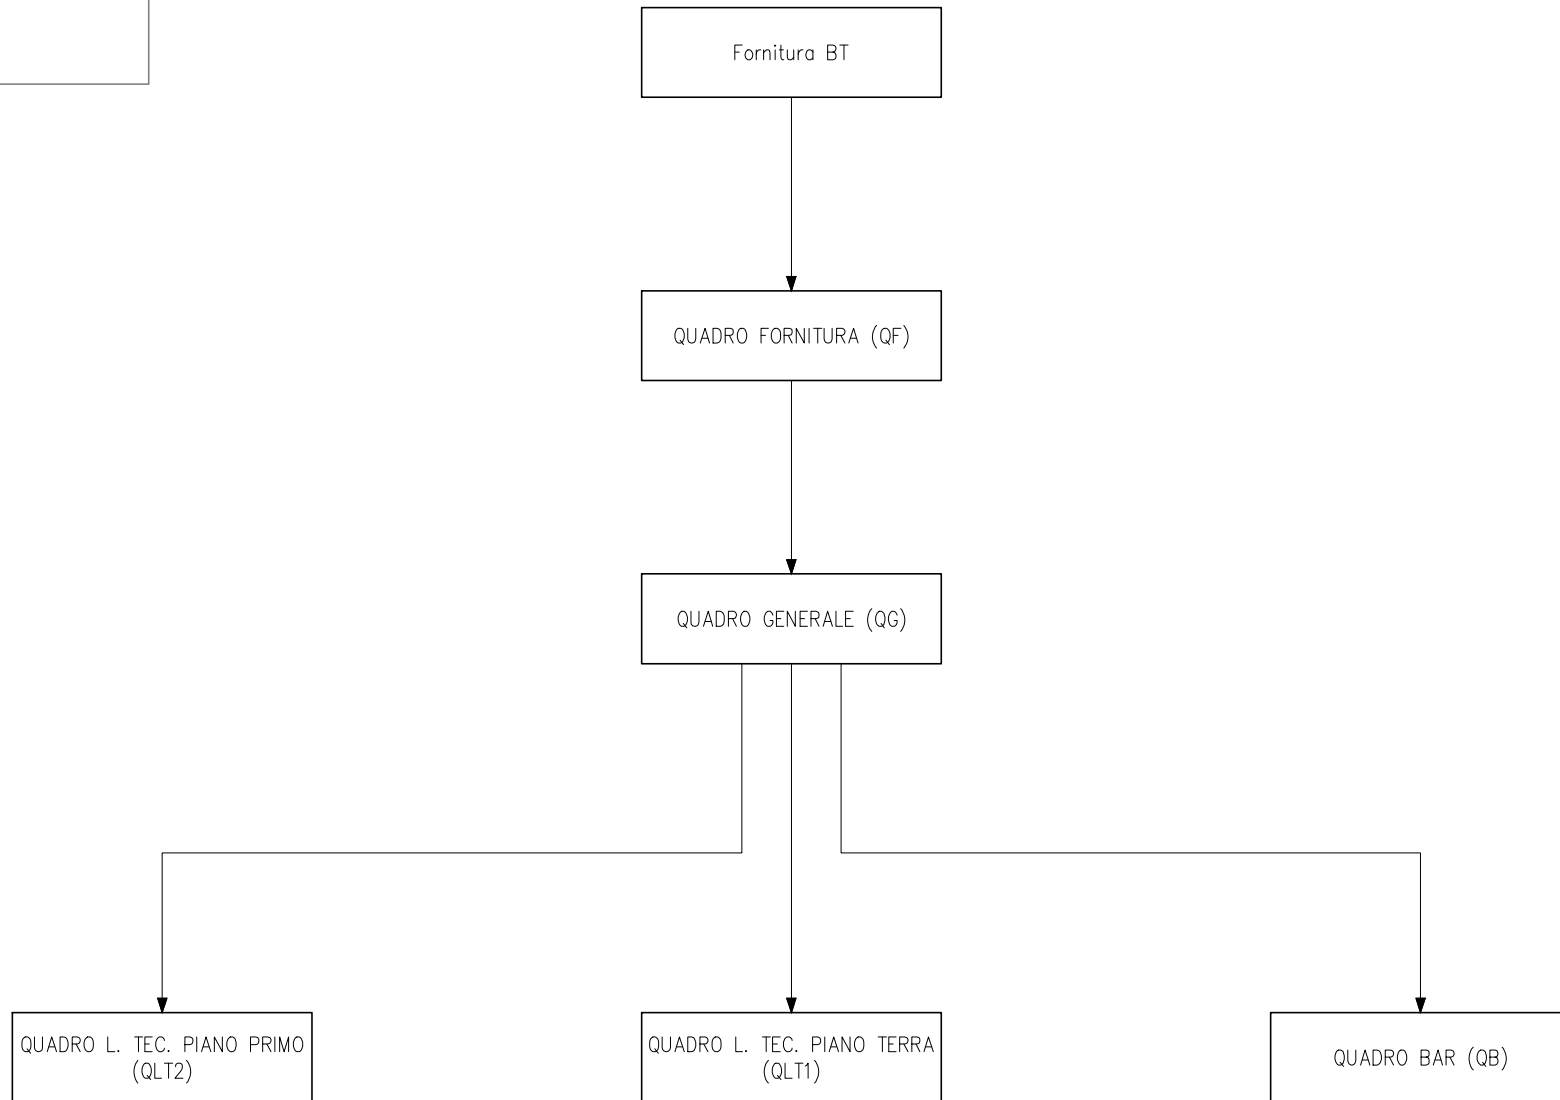 Fornitura BT
QUADRO FORNITURA (QF)
QUADRO GENERALE (QG)
QUADRO L. TEC. PIANO PRIMO
(QLT2)
QUADRO L. TEC. PIANO TERRA
(QLT1)
QUADRO BAR (QB)